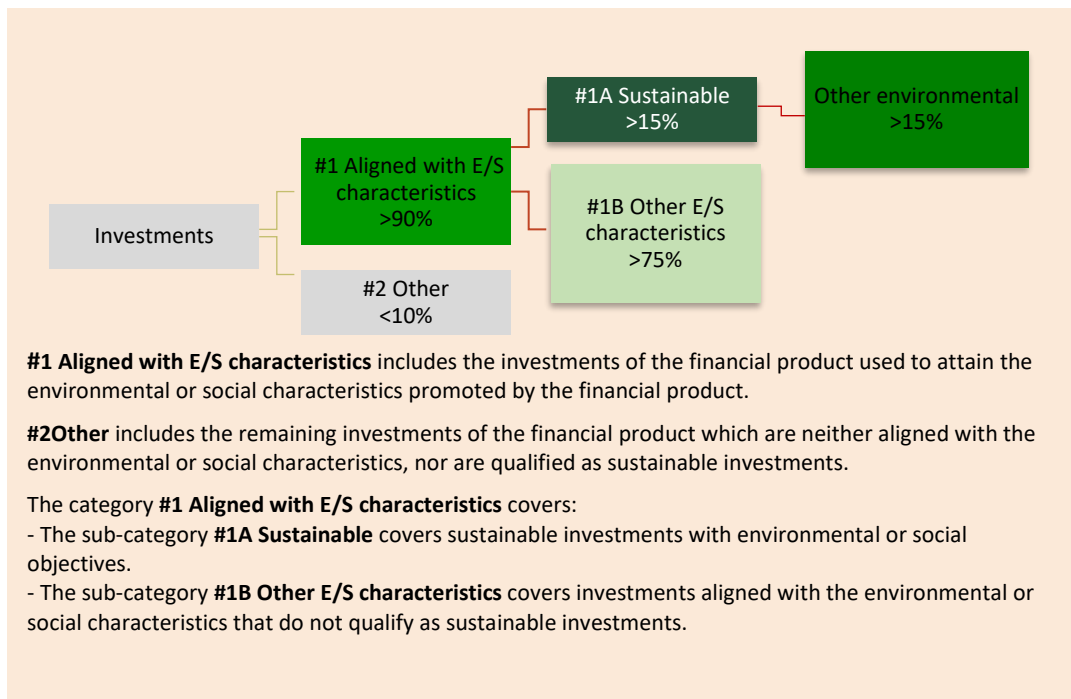 #1A Sustainable
>15%
Other environmental
>15%
#1 Aligned with E/S
characteristics
>90%
#1B Other E/S
characteristics
>75%
Investments
#2 Other
<10%
#1 Aligned with E/S characteristics includes the investments of the financial product used to attain the
environmental or social characteristics promoted by the financial product.
#2Other includes the remaining investments of the financial product which are neither aligned with the
environmental or social characteristics, nor are qualified as sustainable investments.
The category #1 Aligned with E/S characteristics covers:
- The sub-category #1A Sustainable covers sustainable investments with environmental or social
objectives.
- The sub-category #1B Other E/S characteristics covers investments aligned with the environmental or
social characteristics that do not qualify as sustainable investments.